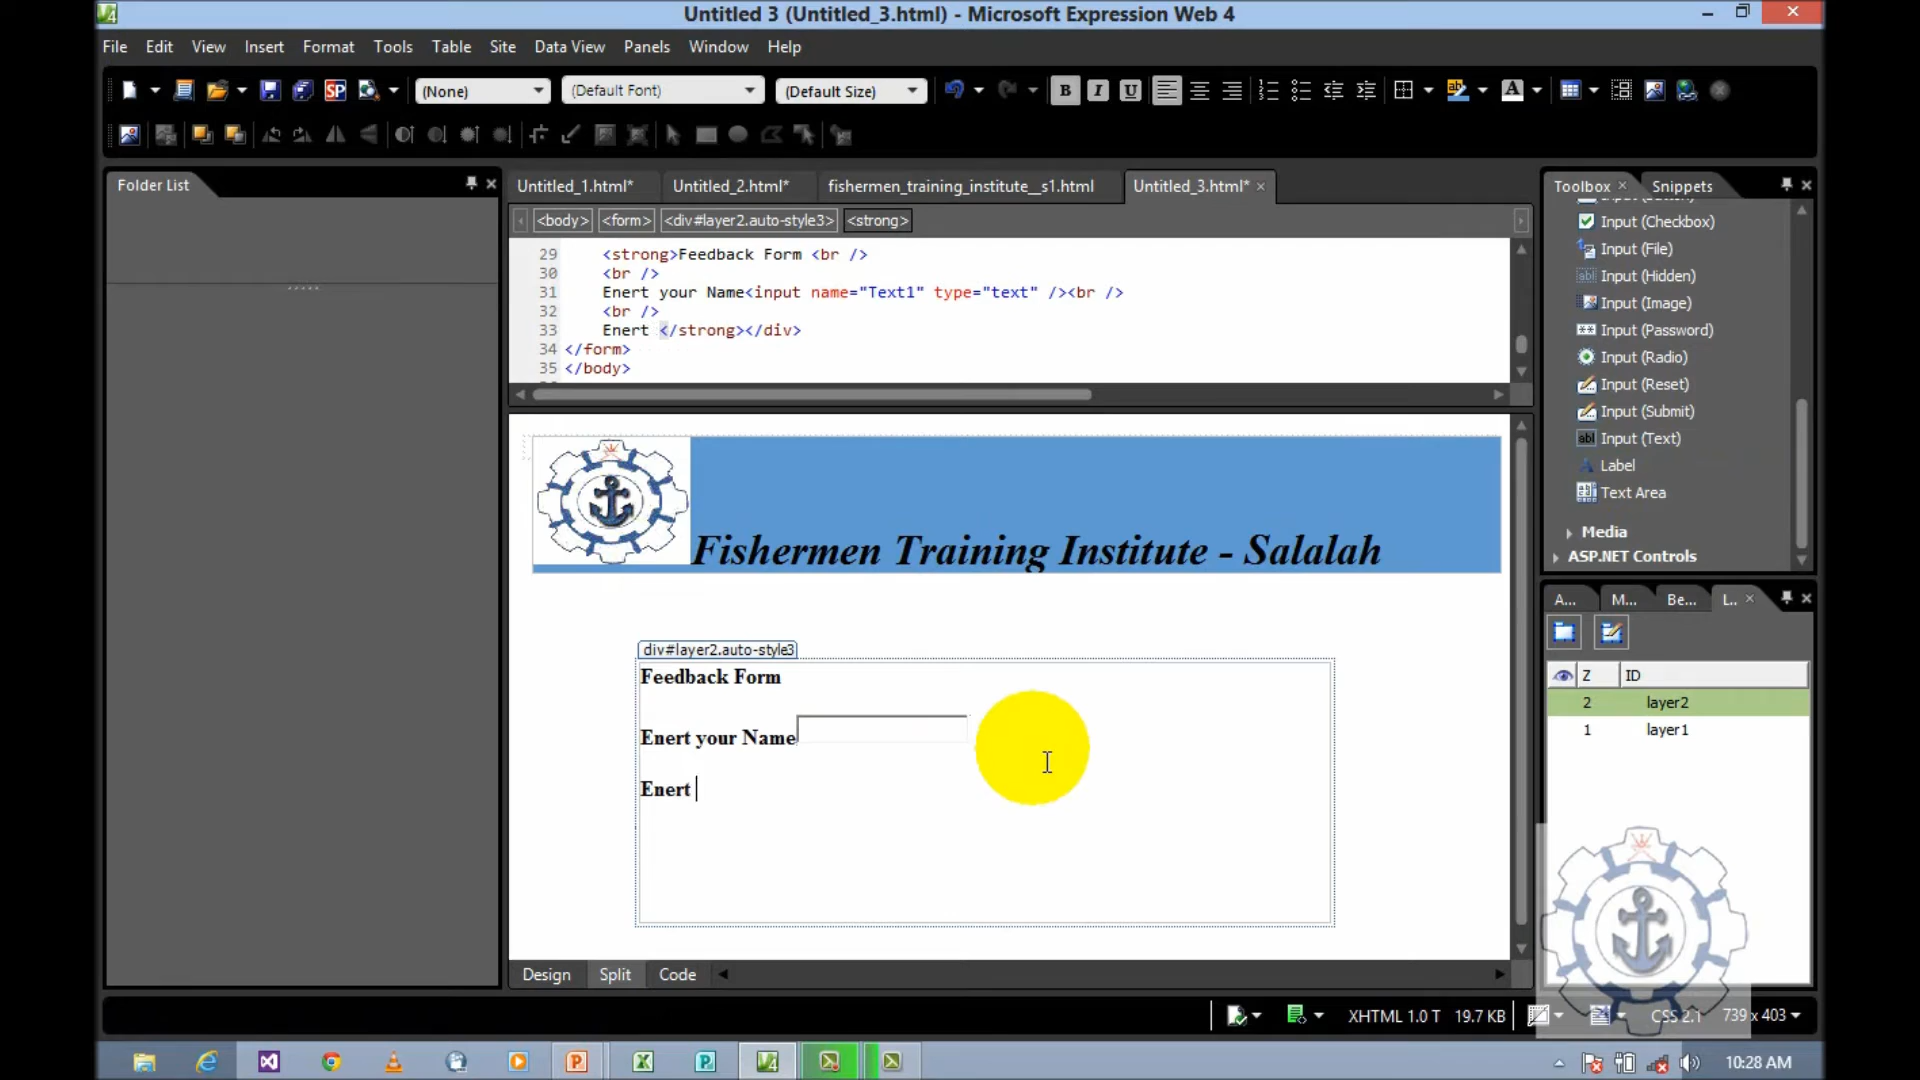 Untitled 3 (Untitled_3.html) - Microsoft Expression Web 4
File Edit View Insert Format Tools Table Site Data View Panels Window Help
(None) (Default Font) (Default Size) B I U A
Folder List
Untitled_1.html* Untitled_2.html* fishermen_training_institute__s1.html Untitled_3.html*
<body> <form> <div#layer2.auto-style3> <strong>
29 <strong>Feedback Form <br />
30 <br />
31 Enert your Name<input name="Text1" type="text" /><br />
32 <br />
33 Enert </strong></div>
34 </form>
35 </body>
Fishermen Training Institute - Salalah
div#layer2.auto-style3
Feedback Form
Enert your Name
Enert
Design Split Code
Toolbox Snippets
Input (Checkbox)
Input (File)
Input (Hidden)
Input (Image)
Input (Password)
Input (Radio)
Input (Reset)
Input (Submit)
Input (Text)
Label
Text Area
Media
ASP.NET Controls
A... M... Be... L..
Z ID
2 layer2
1 layer1
XHTML 1.0 T 19.7 KB CSS 2.1 739 x 403
10:28 AM